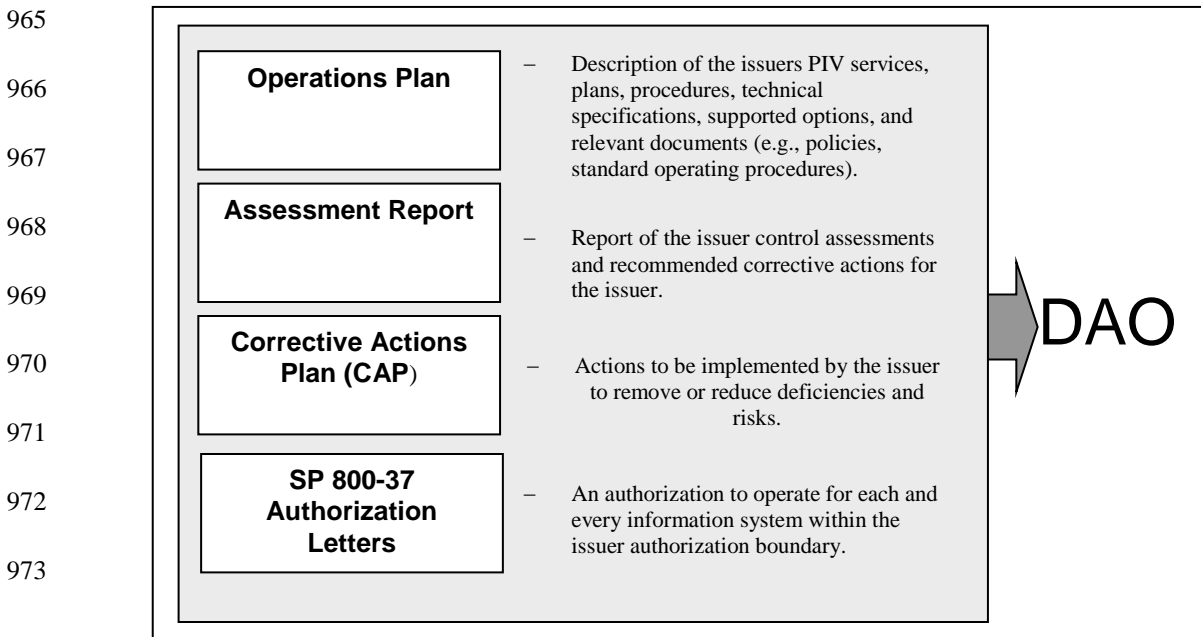 965
966
967
968
969
970
971
972
973
Operations Plan
– Description of the issuers PIV services,
plans, procedures, technical
specifications, supported options, and
relevant documents (e.g., policies,
standard operating procedures).
Assessment Report
– Report of the issuer control assessments
and recommended corrective actions for
the issuer.
Corrective Actions
Plan (CAP)
– Actions to be implemented by the issuer
to remove or reduce deficiencies and
risks.
SP 800-37
Authorization
Letters
– An authorization to operate for each and
every information system within the
issuer authorization boundary.
DAO